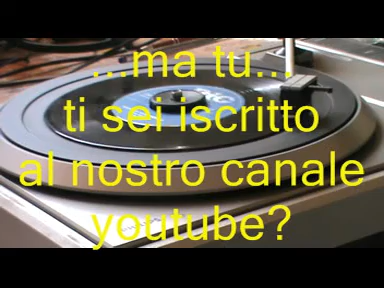 ...ma tu...
ti sei iscritto
al nostro canale
youtube?